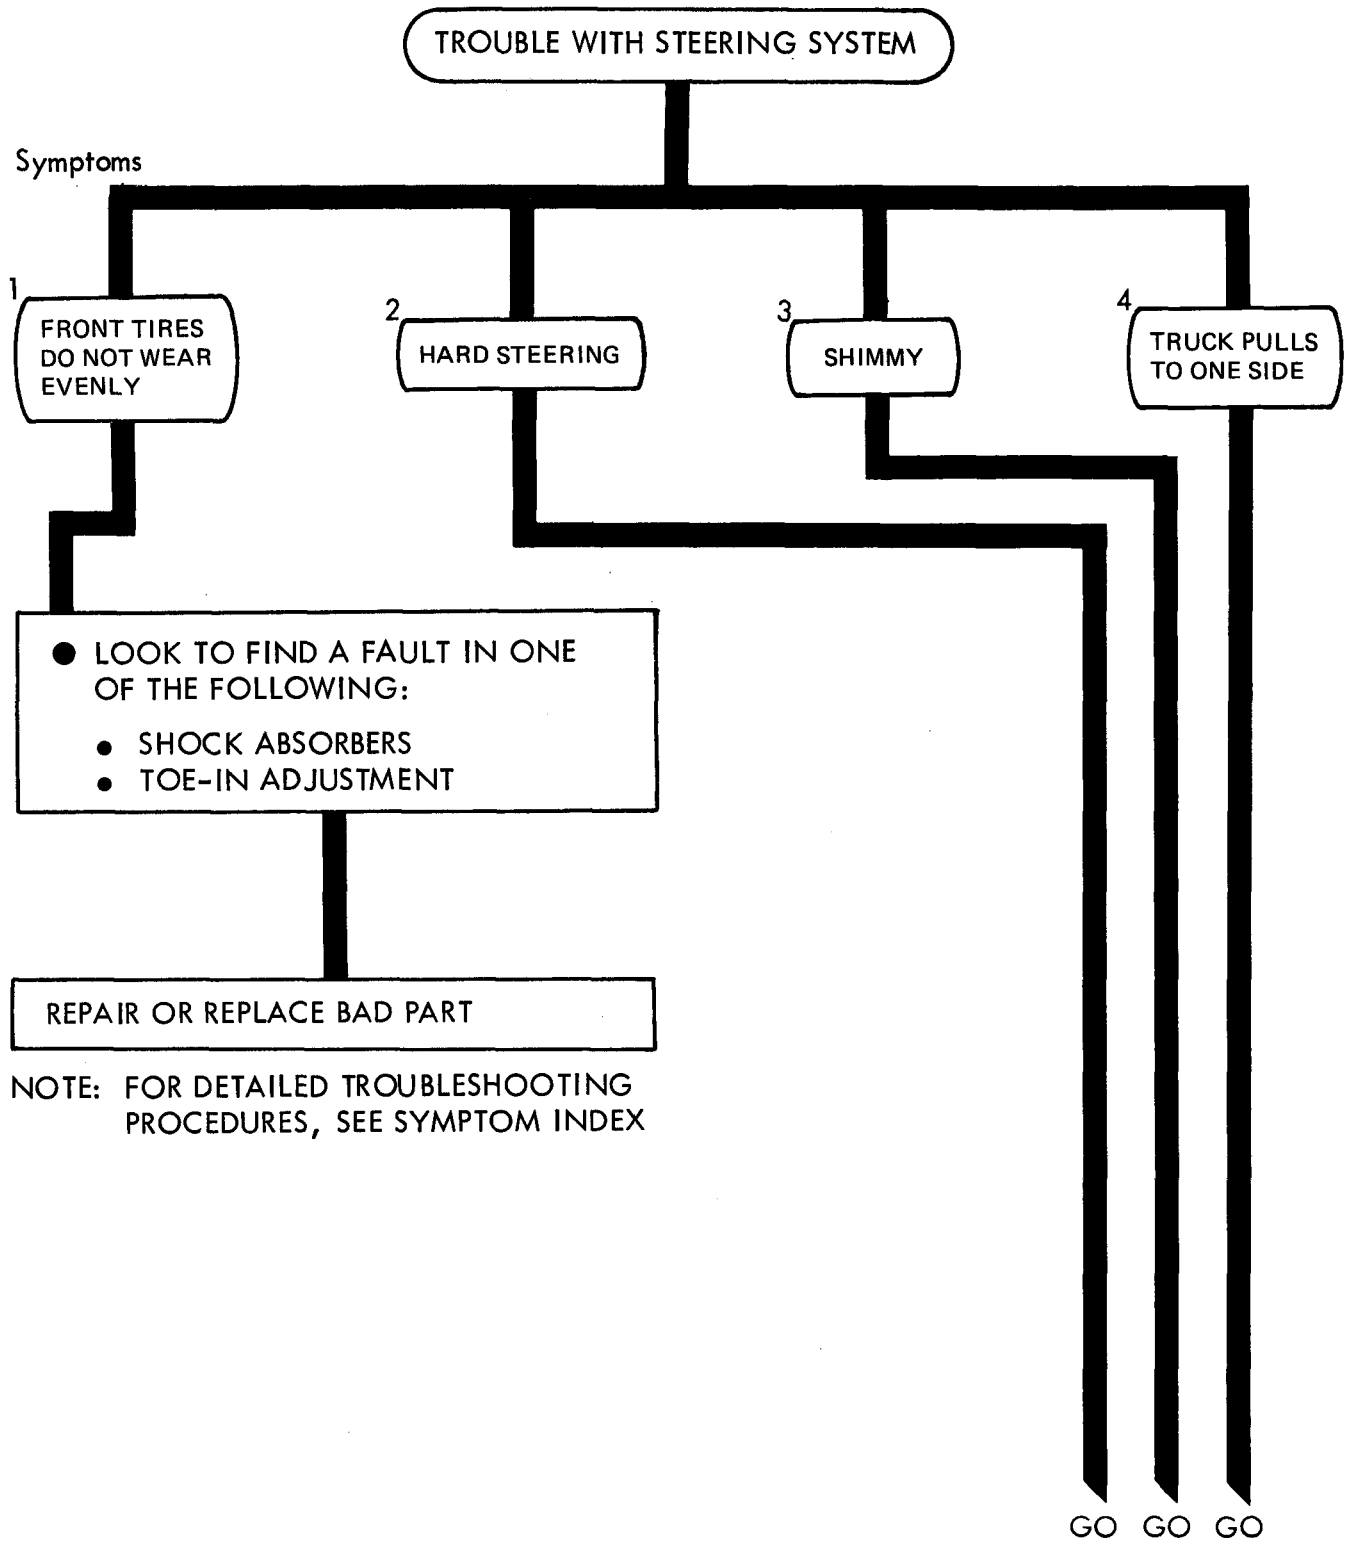 TROUBLE WITH STEERING SYSTEM
Symptoms
1
FRONT TIRES
DO NOT WEAR
EVENLY
2
HARD STEERING
3
SHIMMY
4
TRUCK PULLS
TO ONE SIDE
● LOOK TO FIND A FAULT IN ONE
OF THE FOLLOWING:
● SHOCK ABSORBERS
● TOE-IN ADJUSTMENT
REPAIR OR REPLACE BAD PART
NOTE: FOR DETAILED TROUBLESHOOTING
PROCEDURES, SEE SYMPTOM INDEX
GO GO GO